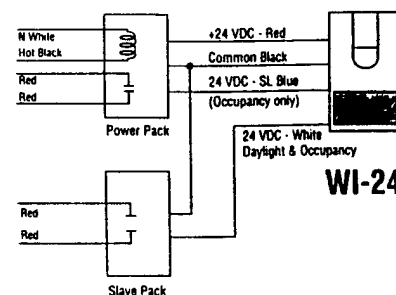 N White
Hot Black
Red
Red
Power Pack
+24 VDC - Red
Common Black
24 VDC - SL Blue
(Occupancy only)
24 VDC - White
Daylight & Occupancy
WI-24
Red
Red
Slave Pack